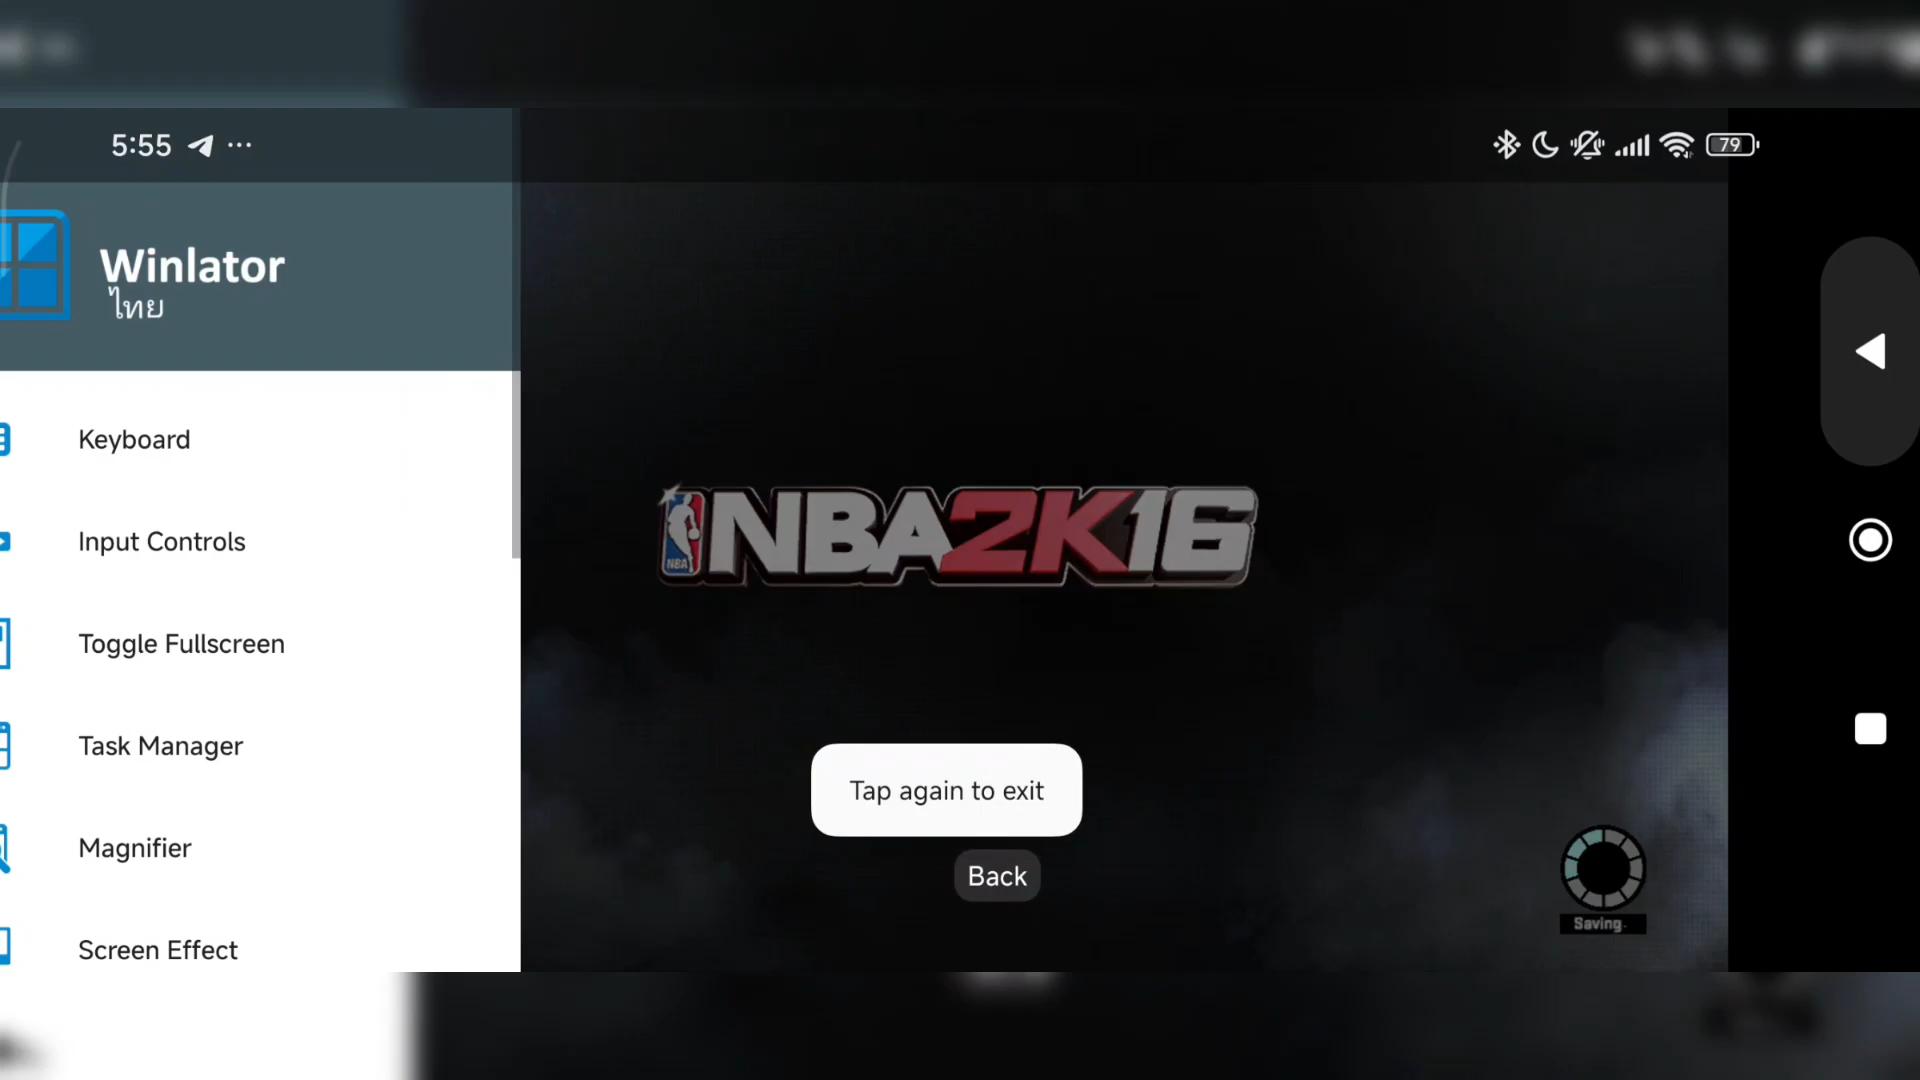 5:55
79
Winlator
ไทย
Keyboard
Input Controls
Toggle Fullscreen
Task Manager
Magnifier
Screen Effect
NBA
NBA2K16
Tap again to exit
Back
Saving.